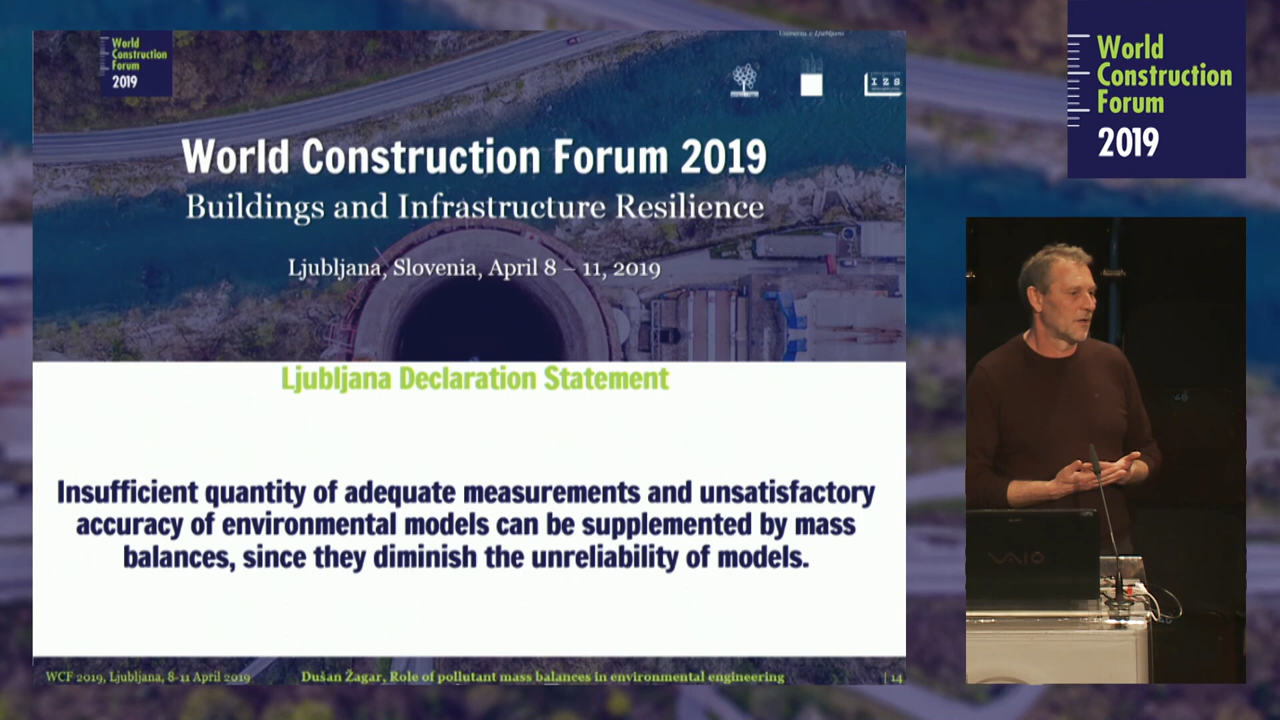 World
Construction
Forum
2019
Univerza v Ljubljani
I Z S
World Construction Forum 2019
Buildings and Infrastructure Resilience
Ljubljana, Slovenia, April 8 – 11, 2019
Ljubljana Declaration Statement
Insufficient quantity of adequate measurements and unsatisfactory
accuracy of environmental models can be supplemented by mass
balances, since they diminish the unreliability of models.
WCF 2019, Ljubljana, 8-11 April 2019
Dušan Žagar, Role of pollutant mass balances in environmental engineering
| 14
World
Construction
Forum
2019
VAIO